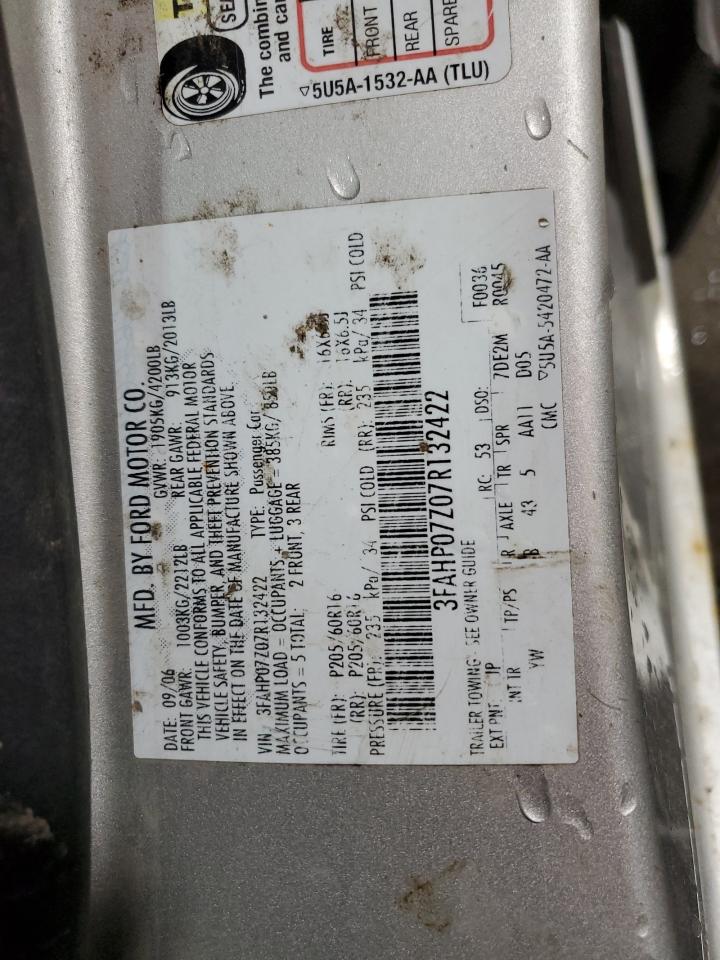 The combin
and car
TIRE
FRONT
REAR
SPARE
▽5U5A-1532-AA (TLU)
MFD. BY FORD MOTOR CO.
DATE: 09/06 GVWR: 1905KG/4200LB
FRONT GAWR: 1003KG/2212LB REAR GAWR: 913KG/2013LB
THIS VEHICLE CONFORMS TO ALL APPLICABLE FEDERAL MOTOR
VEHICLE SAFETY, BUMPER, AND THEFT PREVENTION STANDARDS
IN EFFECT ON THE DATE OF MANUFACTURE SHOWN ABOVE.
VIN: 3FAHP07Z07R132422 TYPE: Passenger Car
MAXIMUM LOAD = OCCUPANTS + LUGGAGE = 385KG/ 850LB
OCCUPANTS = 5 TOTAL: 2 FRONT, 3 REAR
TIRE (FR): P205/60R16 RIMS (FR): 16X6.5J
(RR): P205/60R16 (RR): 16X6.5J
PRESSURE (FR): 235 kPa/ 34 PSI COLD (RR): 235 kPa/ 34 PSI COLD
3FAHP07Z07R132422
TRAILER TOWING- SEE OWNER GUIDE
EXT PNT: RC: 53 DSO: F0036
INT TR TP/PS R AXLE TR SPR 7DE2M R0045
YW B 43 5 AA11 D05
CMC ▽5U5A-5420472-AA